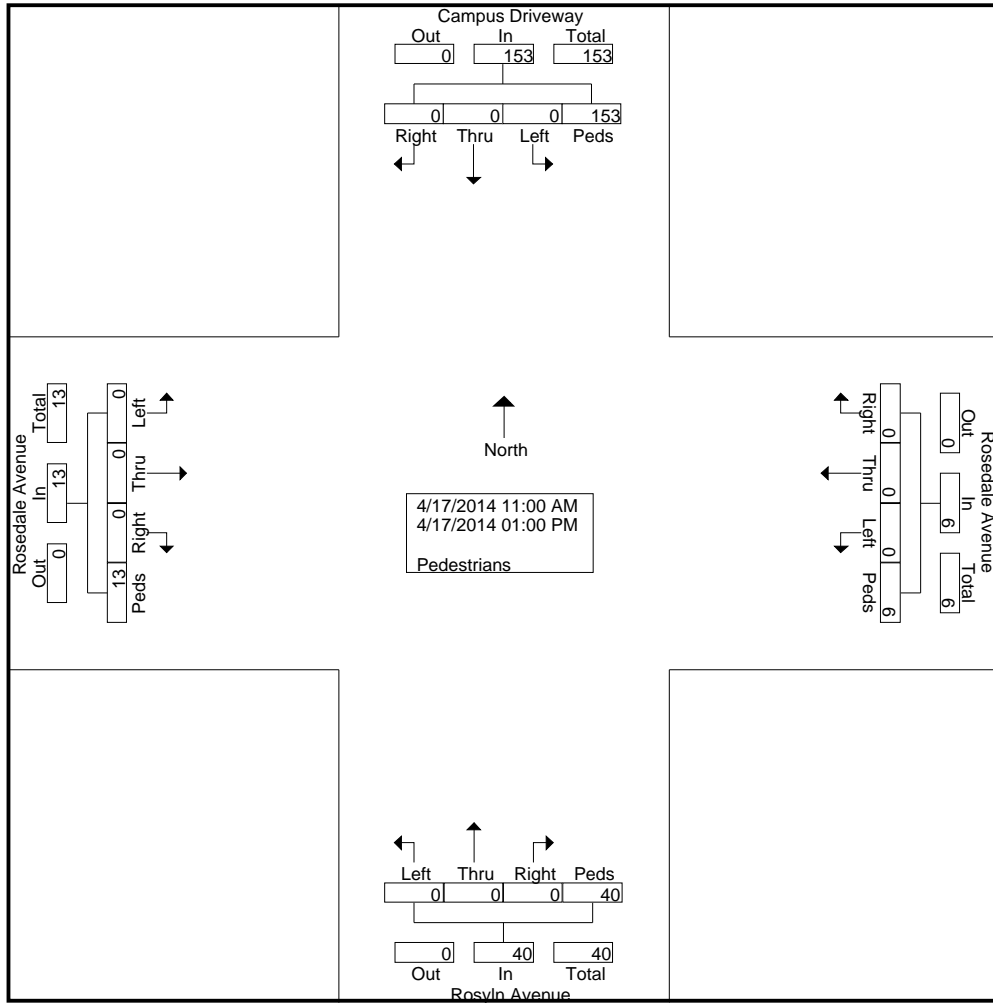 Campus Driveway
Out In Total
0 153 153
0 0 0 153
Right Thru Left Peds
Rosedale Avenue
Total In Out
13 13 0
0 0 0 13
Left Thru Right Peds
North
4/17/2014 11:00 AM
4/17/2014 01:00 PM
Pedestrians
Rosedale Avenue
Out In Total
0 6 6
0 0 0 6
Right Thru Left Peds
Left Thru Right Peds
0 0 0 40
0 40 40
Out In Total
Rosyln Avenue